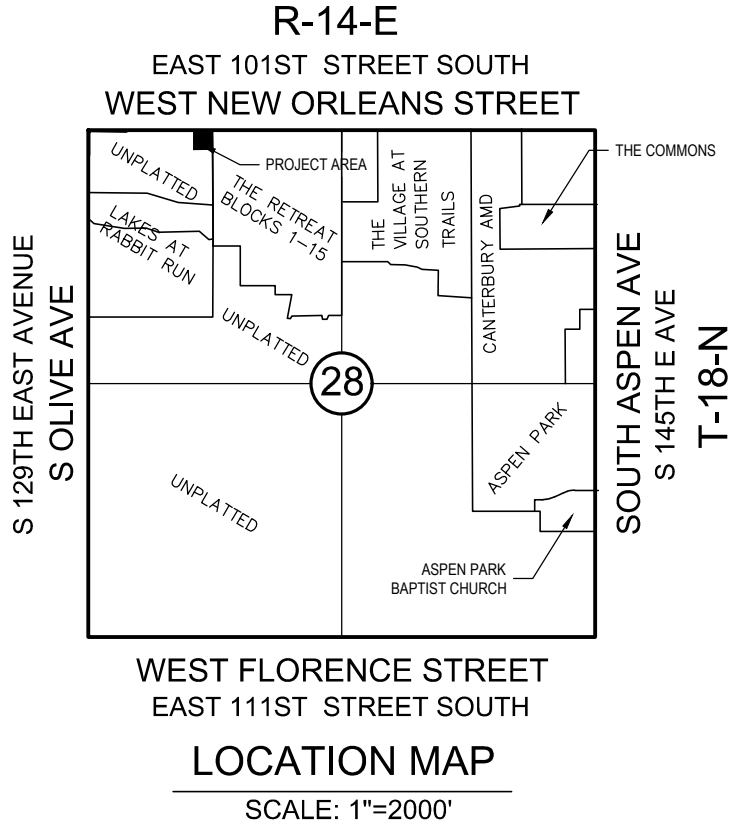 R-14-E
EAST 101ST STREET SOUTH
WEST NEW ORLEANS STREET
UNPLATTED
PROJECT AREA
THE RETREAT
BLOCKS 1-15
LAKES AT
RABBIT RUN
UNPLATTED
THE
VILLAGE AT
SOUTHERN
TRAILS
CANTERBURY AMD
THE COMMONS
S 129TH EAST AVENUE
S OLIVE AVE
28
SOUTH ASPEN AVE
S 145TH E AVE
T-18-N
ASPEN PARK
UNPLATTED
ASPEN PARK
BAPTIST CHURCH
WEST FLORENCE STREET
EAST 111ST STREET SOUTH
LOCATION MAP
SCALE: 1"=2000'